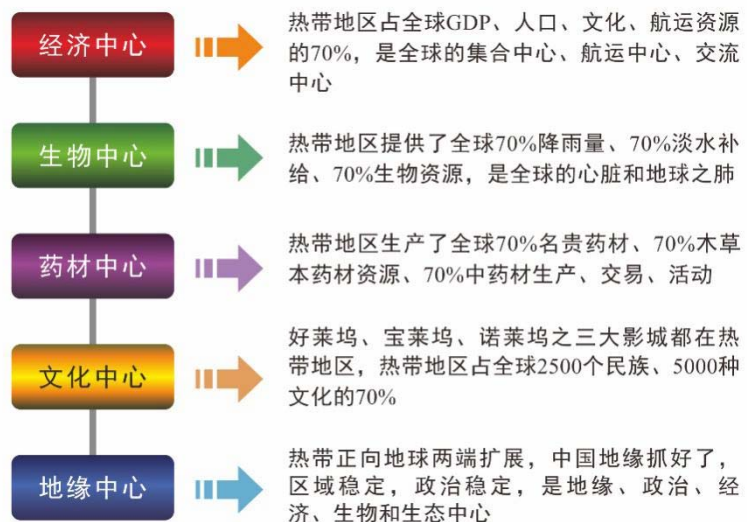 经济中心
热带地区占全球GDP、人口、文化、航运资源
的70%，是全球的集合中心、航运中心、交流
中心
生物中心
热带地区提供了全球70%降雨量、70%淡水补
给、70%生物资源，是全球的心脏和地球之肺
药材中心
热带地区生产了全球70%名贵药材、70%木草
本药材资源、70%中药材生产、交易、活动
文化中心
好莱坞、宝莱坞、诺莱坞之三大影城都在热
带地区，热带地区占全球2500个民族、5000种
文化的70%
地缘中心
热带正向地球两端扩展，中国地缘抓好了，
区域稳定，政治稳定，是地缘、政治、经
济、生物和生态中心